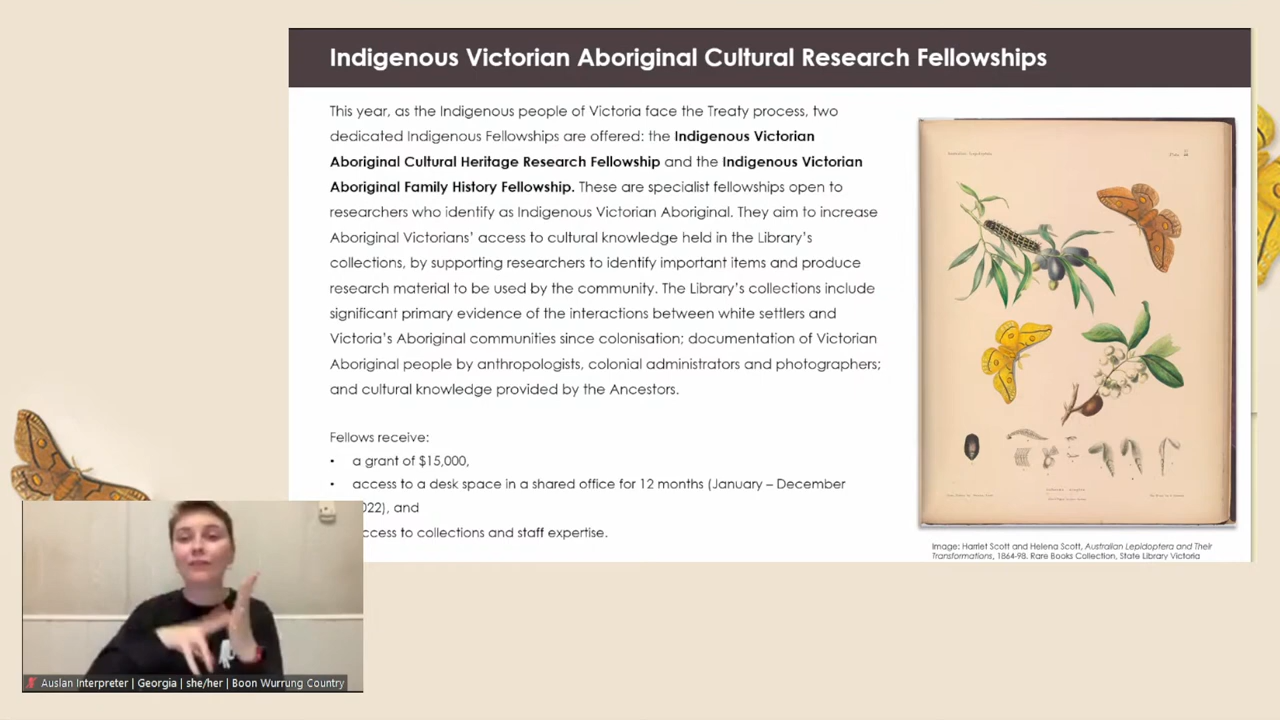 Indigenous Victorian Aboriginal Cultural Research Fellowships
This year, as the Indigenous people of Victoria face the Treaty process, two
dedicated Indigenous Fellowships are offered: the Indigenous Victorian
Aboriginal Cultural Heritage Research Fellowship and the Indigenous Victorian
Aboriginal Family History Fellowship. These are specialist fellowships open to
researchers who identify as Indigenous Victorian Aboriginal. They aim to increase
Aboriginal Victorians' access to cultural knowledge held in the Library's
collections, by supporting researchers to identify important items and produce
research material to be used by the community. The Library's collections include
significant primary evidence of the interactions between white settlers and
Victoria's Aboriginal communities since colonisation; documentation of Victorian
Aboriginal people by anthropologists, colonial administrators and photographers;
and cultural knowledge provided by the Ancestors.
Fellows receive:
• a grant of $15,000,
• access to a desk space in a shared office for 12 months (January – December
022), and
ccess to collections and staff expertise.
Image: Harriet Scott and Helena Scott, Australian Lepidoptera and Their
Transformations, 1864-98. Rare Books Collection, State Library Victoria
Auslan Interpreter | Georgia | she/her | Boon Wurrung Country